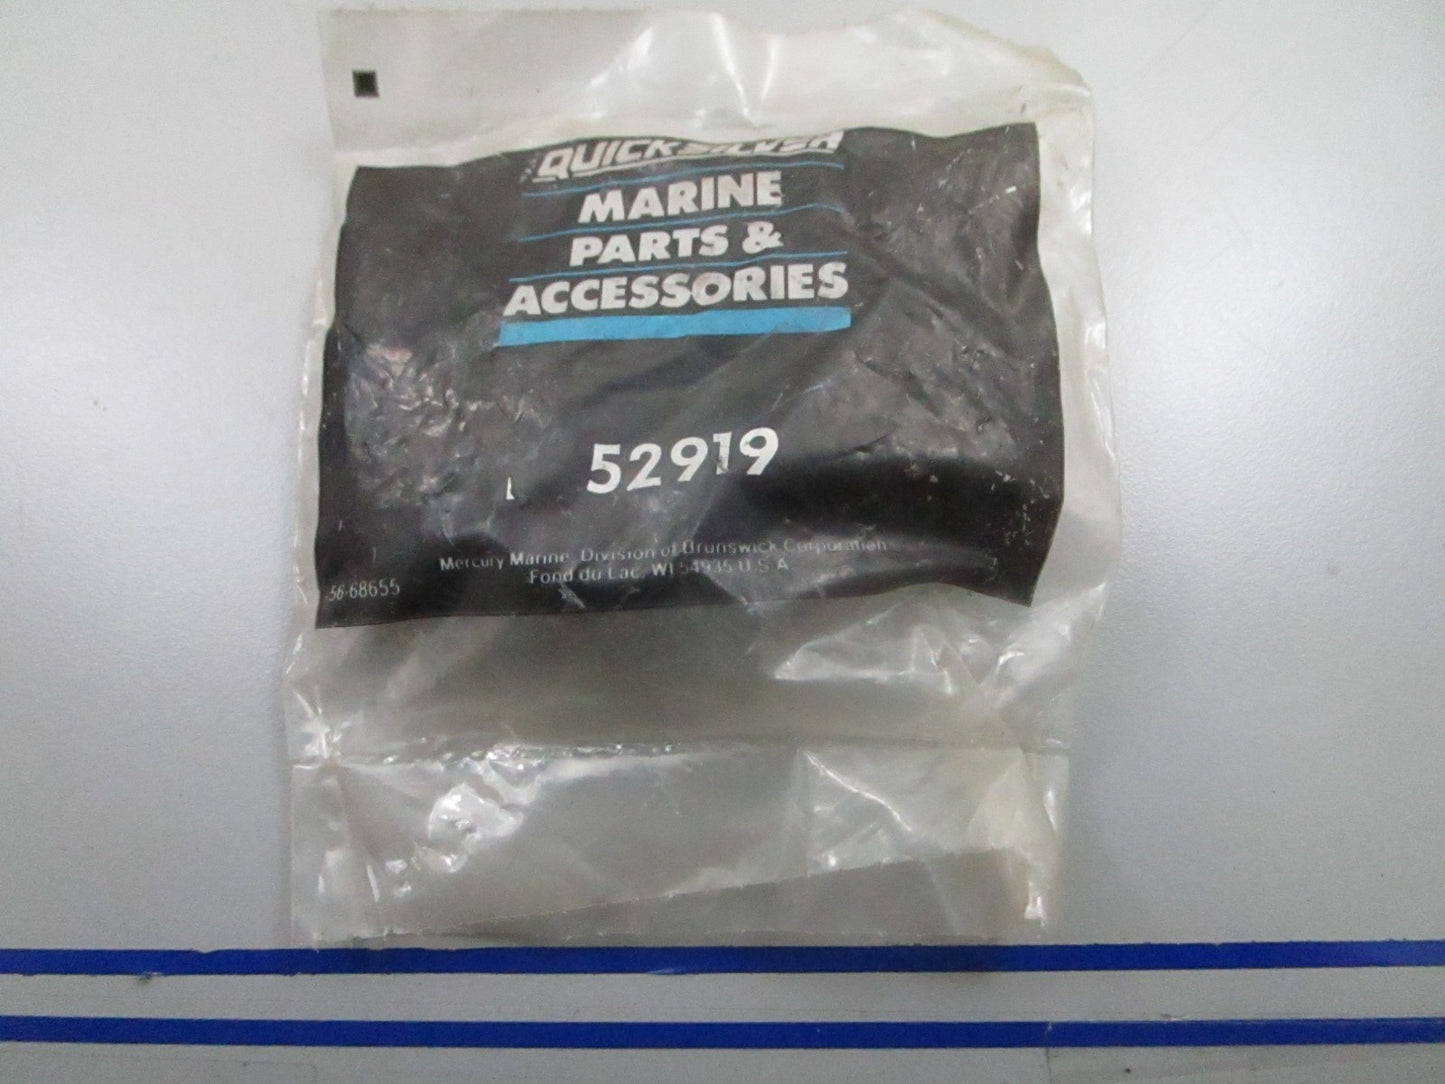 QUICKSILVER
MARINE
PARTS &
ACCESSORIES
52919
Mercury Marine, Division of Brunswick Corporation
Fond du Lac, WI 54935 U.S.A.
56-68655